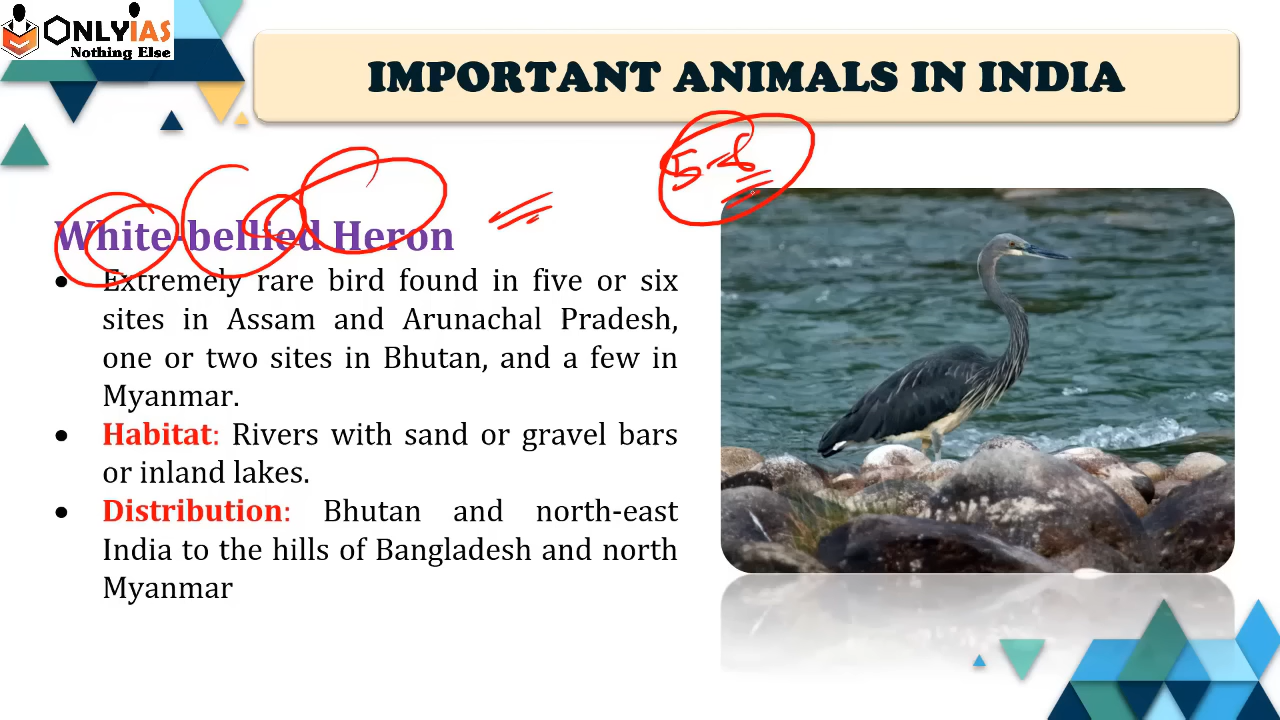 ONLYIAS
Nothing Else
IMPORTANT ANIMALS IN INDIA
5-6
White-bellied Heron
• Extremely rare bird found in five or six
sites in Assam and Arunachal Pradesh,
one or two sites in Bhutan, and a few in
Myanmar.
• Habitat: Rivers with sand or gravel bars
or inland lakes.
• Distribution: Bhutan and north-east
India to the hills of Bangladesh and north
Myanmar